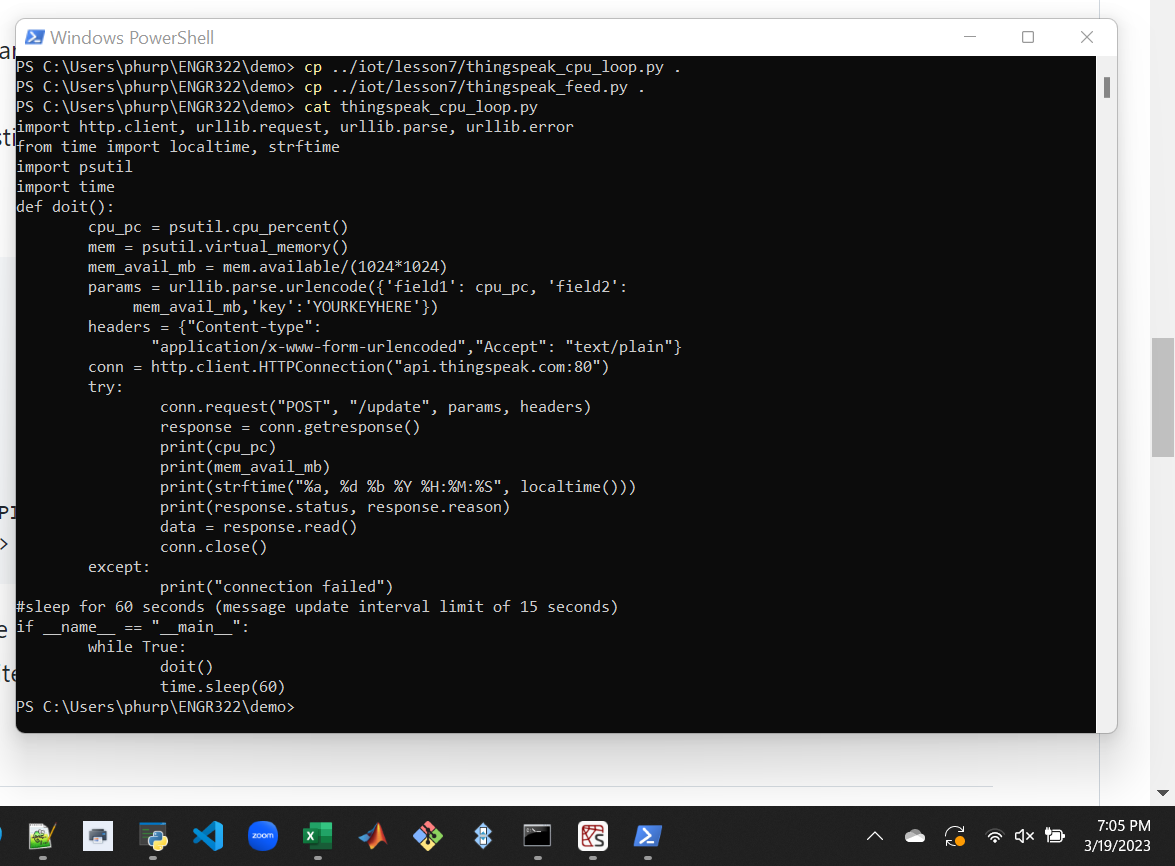 Windows PowerShell
PS C:\Users\phurp\ENGR322\demo> cp ../iot/lesson7/thingspeak_cpu_loop.py .
PS C:\Users\phurp\ENGR322\demo> cp ../iot/lesson7/thingspeak_feed.py .
PS C:\Users\phurp\ENGR322\demo> cat thingspeak_cpu_loop.py
import http.client, urllib.request, urllib.parse, urllib.error
from time import localtime, strftime
import psutil
import time
def doit():
        cpu_pc = psutil.cpu_percent()
        mem = psutil.virtual_memory()
        mem_avail_mb = mem.available/(1024*1024)
        params = urllib.parse.urlencode({'field1': cpu_pc, 'field2':
             mem_avail_mb,'key':'YOURKEYHERE'})
        headers = {"Content-type":
               "application/x-www-form-urlencoded","Accept": "text/plain"}
        conn = http.client.HTTPConnection("api.thingspeak.com:80")
        try:
                conn.request("POST", "/update", params, headers)
                response = conn.getresponse()
                print(cpu_pc)
                print(mem_avail_mb)
                print(strftime("%a, %d %b %Y %H:%M:%S", localtime()))
                print(response.status, response.reason)
                data = response.read()
                conn.close()
        except:
                print("connection failed")
#sleep for 60 seconds (message update interval limit of 15 seconds)
if __name__ == "__main__":
        while True:
                doit()
                time.sleep(60)
PS C:\Users\phurp\ENGR322\demo>
zoom
7:05 PM
3/19/2023